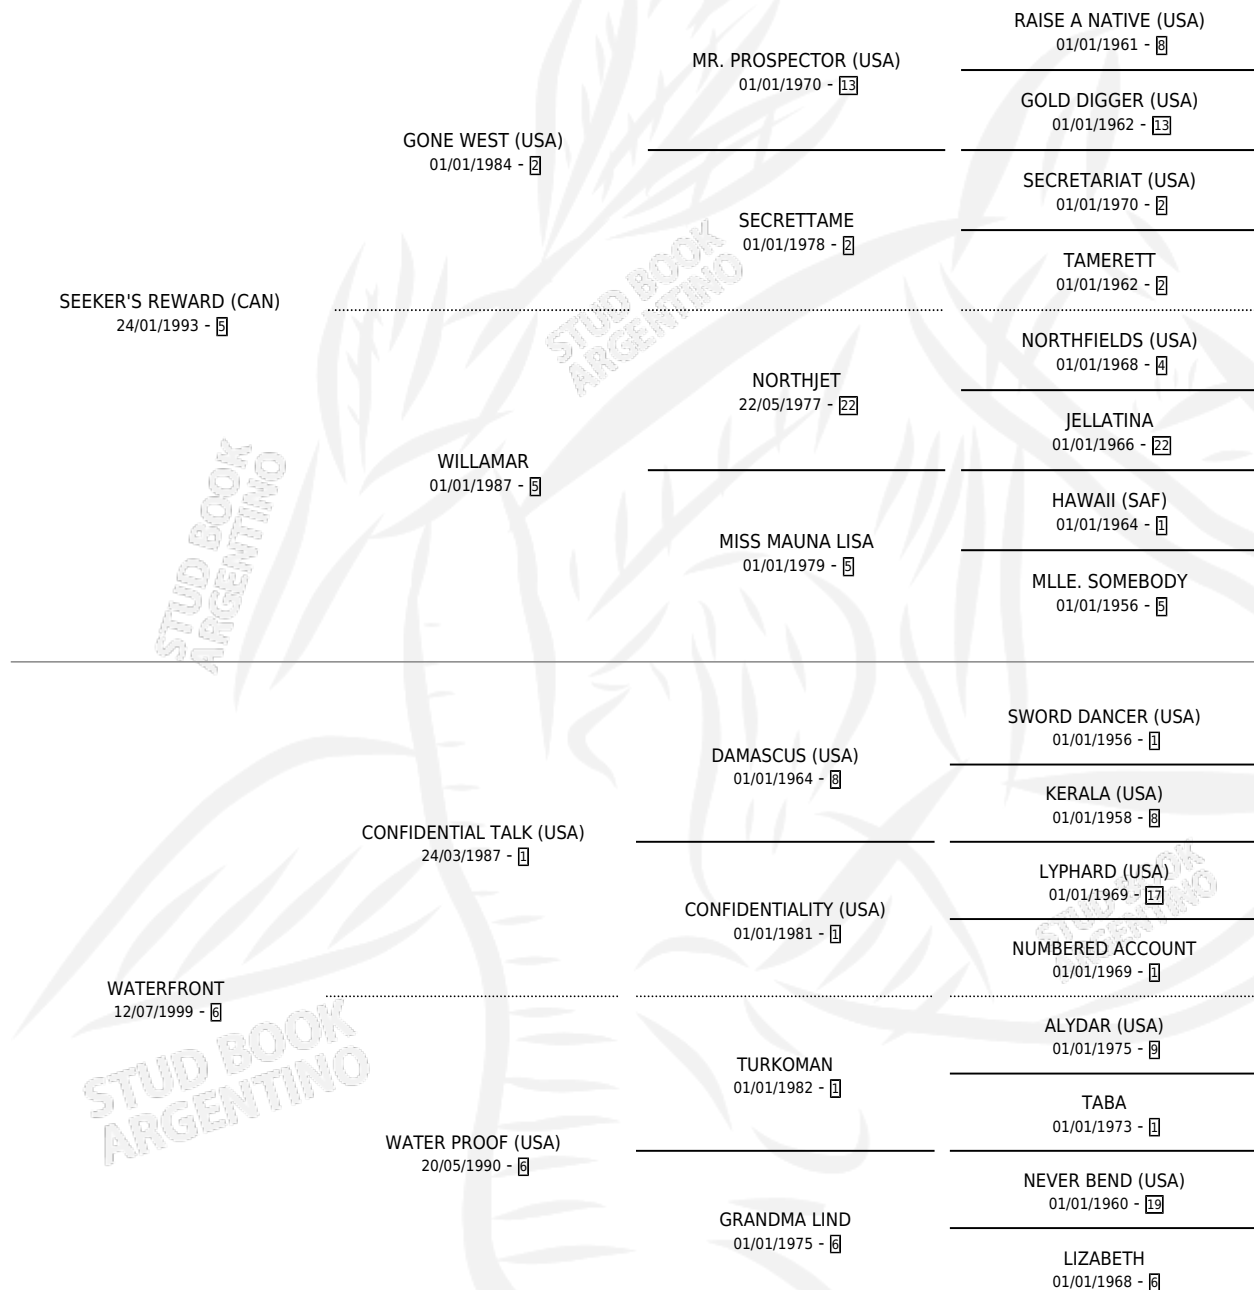 RAISE A NATIVE (USA)
01/01/1961 - 8
MR. PROSPECTOR (USA)
01/01/1970 - 13
GOLD DIGGER (USA)
01/01/1962 - 13
GONE WEST (USA)
01/01/1984 - 2
SECRETARIAT (USA)
01/01/1970 - 2
SECRETTAME
01/01/1978 - 2
TAMERETT
01/01/1962 - 2
SEEKER'S REWARD (CAN)
24/01/1993 - 5
NORTHFIELDS (USA)
01/01/1968 - 4
NORTHJET
22/05/1977 - 22
JELLATINA
01/01/1966 - 22
WILLAMAR
01/01/1987 - 5
HAWAII (SAF)
01/01/1964 - 1
MISS MAUNA LISA
01/01/1979 - 5
MLLE. SOMEBODY
01/01/1956 - 5
SWORD DANCER (USA)
01/01/1956 - 1
DAMASCUS (USA)
01/01/1964 - 8
KERALA (USA)
01/01/1958 - 8
CONFIDENTIAL TALK (USA)
24/03/1987 - 1
LYPHARD (USA)
01/01/1969 - 17
CONFIDENTIALITY (USA)
01/01/1981 - 1
NUMBERED ACCOUNT
01/01/1969 - 1
WATERFRONT
12/07/1999 - 6
ALYDAR (USA)
01/01/1975 - 9
TURKOMAN
01/01/1982 - 1
TABA
01/01/1973 - 1
WATER PROOF (USA)
20/05/1990 - 6
NEVER BEND (USA)
01/01/1960 - 19
GRANDMA LIND
01/01/1975 - 6
LIZABETH
01/01/1968 - 6
STUD BOOK
ARGENTINO
STUD BOOK
ARGENTINO
STUD BOOK
ARGENTINO
STUD BOOK
ARGENTINO